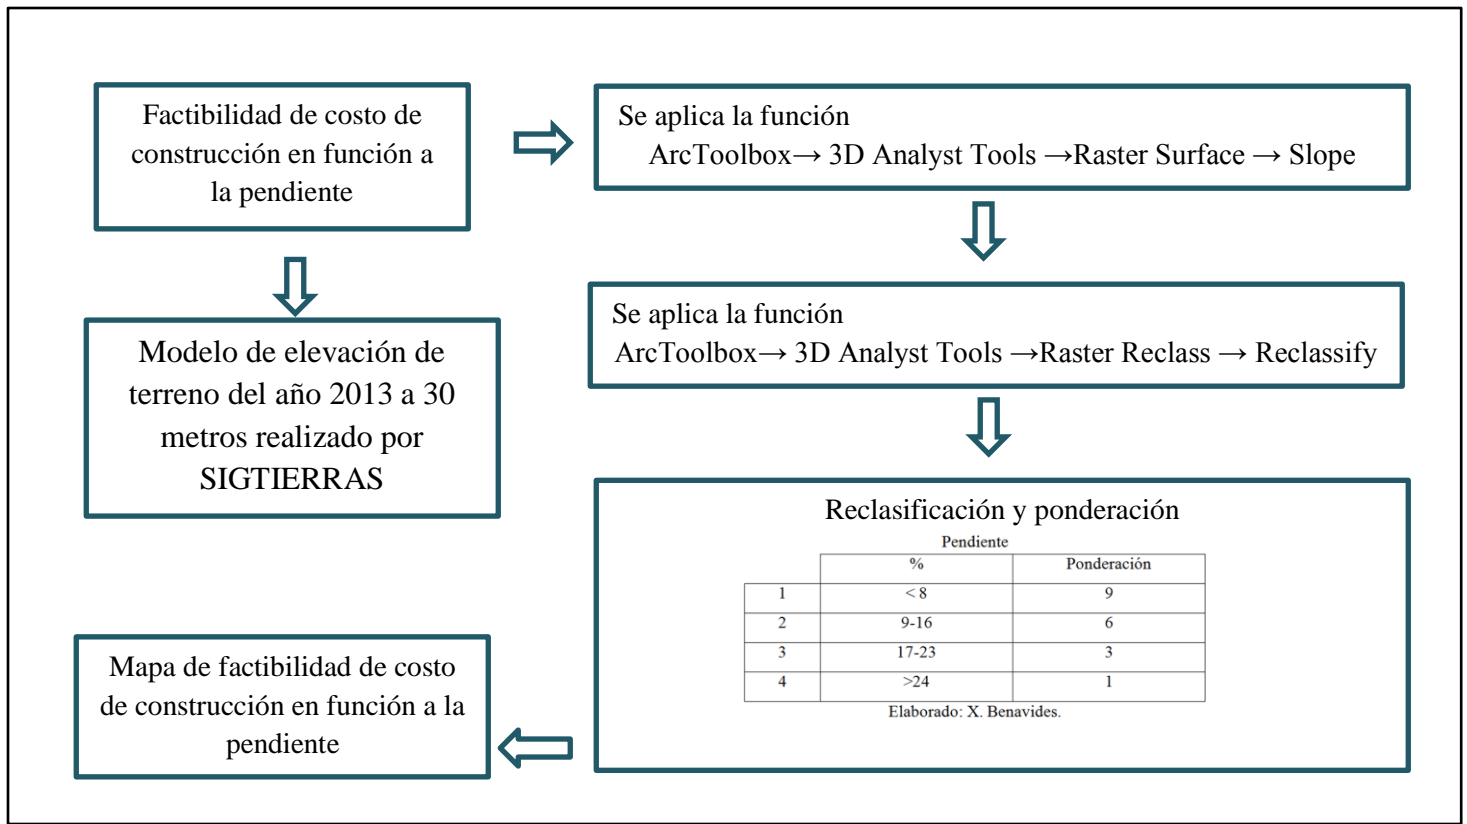 Factibilidad de costo de
construcción en función a
la pendiente
Modelo de elevación de
terreno del año 2013 a 30
metros realizado por
SIGTIERRAS
Se aplica la función
ArcToolbox→ 3D Analyst Tools →Raster Surface → Slope
Se aplica la función
ArcToolbox→ 3D Analyst Tools →Raster Reclass → Reclassify
Reclasificación y ponderación
Pendiente
% Ponderación
1 < 8 9
2 9-16 6
3 17-23 3
4 >24 1
Elaborado: X. Benavides.
Mapa de factibilidad de costo
de construcción en función a la
pendiente